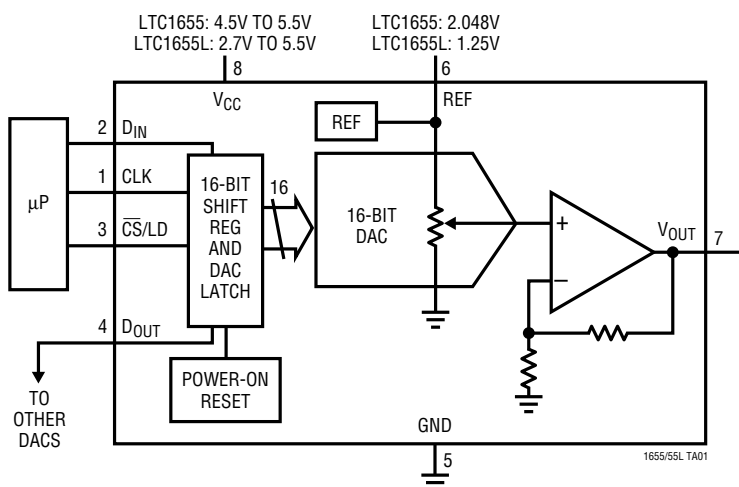 LTC1655: 4.5V TO 5.5V
LTC1655L: 2.7V TO 5.5V
LTC1655: 2.048V
LTC1655L: 1.25V
8
6
VCC
REF
REF
2
DIN
1
CLK
3
CS/LD
4
DOUT
µP
16-BIT
SHIFT
REG
AND
DAC
LATCH
16
16-BIT
DAC
+
−
VOUT
7
POWER-ON
RESET
TO
OTHER
DACS
GND
5
1655/55L TA01